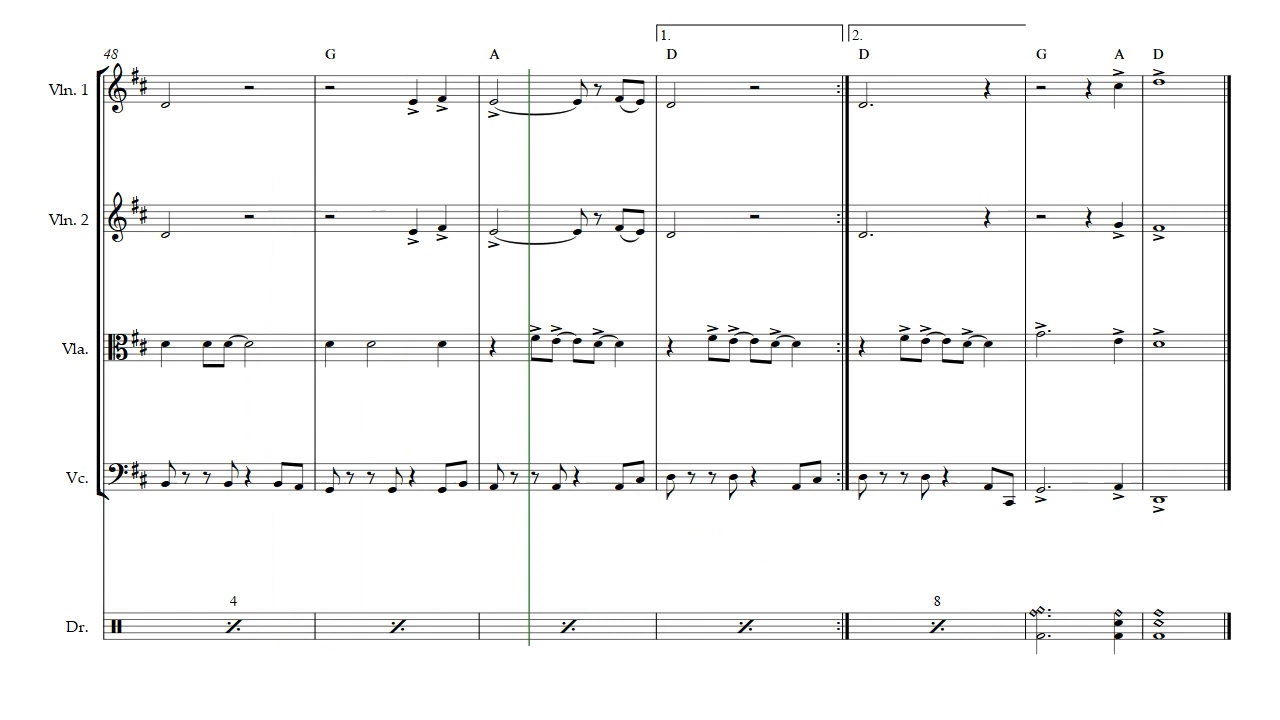 1. 2.
48 G A D D G A D
Vln. 1
Vln. 2
Vla.
Vc.
4 8
Dr.